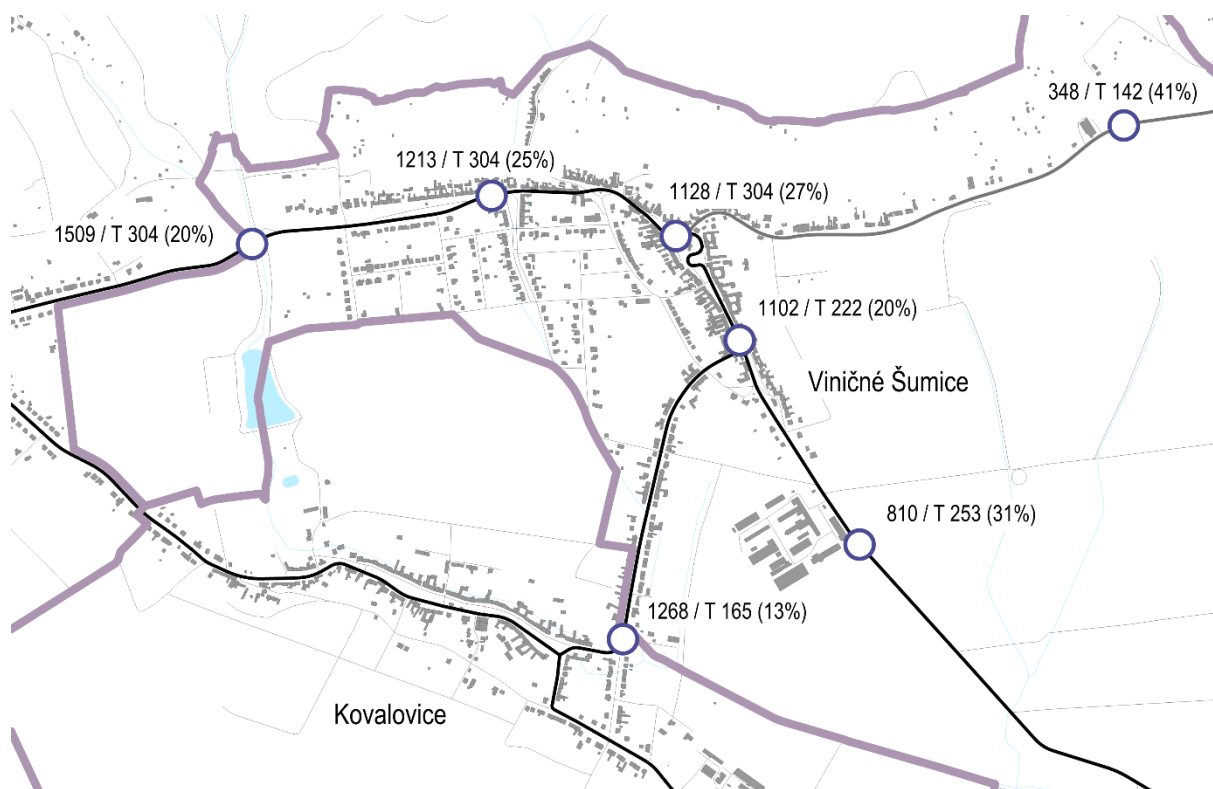 348 / T 142 (41%)
1213 / T 304 (25%)
1128 / T 304 (27%)
1509 / T 304 (20%)
1102 / T 222 (20%)
Viničné Šumice
810 / T 253 (31%)
1268 / T 165 (13%)
Kovalovice